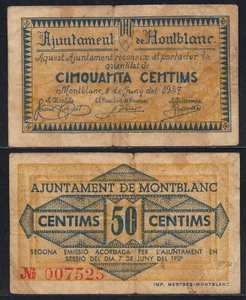 Ajuntament de Montblanc
Aquest Ajuntament reconeix al portador la
quantitat de
CINQUANTA CENTIMS
Montblanc, 8 de Juny del 1937
L'Alcalde
AJUNTAMENT DE MONTBLANC
CENTIMS 50 CENTIMS
SEGONA EMISSIÓ ACORDADA PER L'AJUNTAMENT EN
SESSIÓ DEL DIA 7 DE JUNY DEL 1937
№ 007525
IMP. MESTRES-MONTBLANC